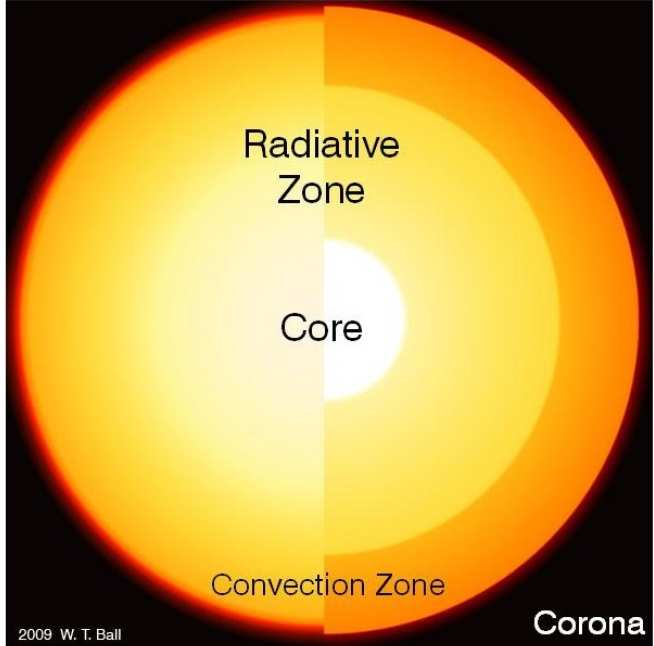 Radiative
Zone
Core
Convection Zone
Corona
2009 W. T. Ball